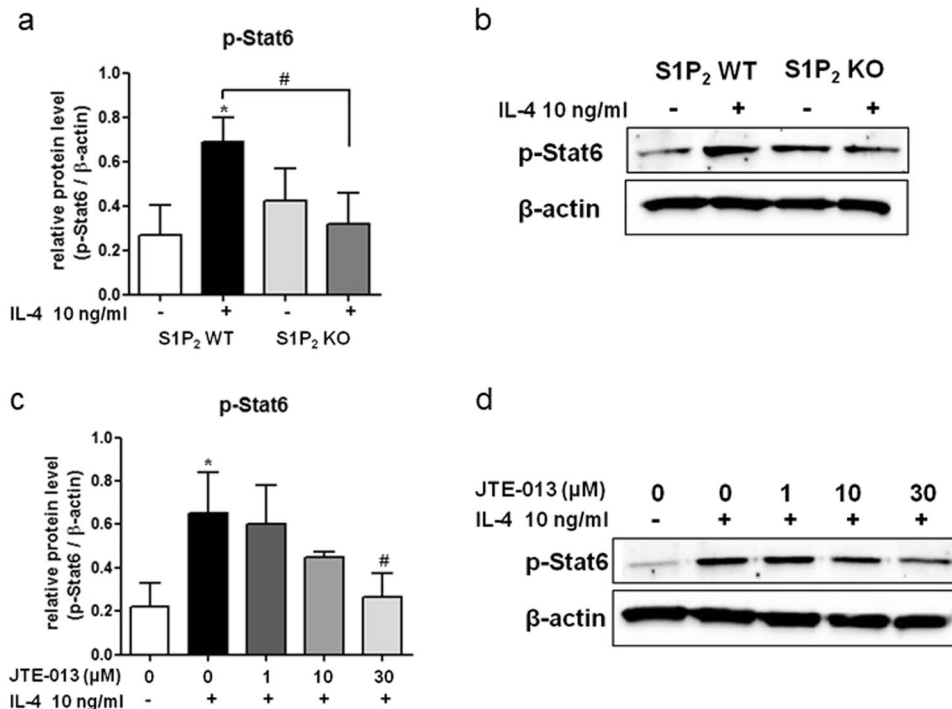 a
p-Stat6
relative protein level
(p-Stat6 / β-actin)
1.0
0.8
0.6
0.4
0.2
0.0
*
#
IL-4 10 ng/ml - + - +
S1P₂ WT S1P₂ KO
b
S1P₂ WT S1P₂ KO
IL-4 10 ng/ml - + - +
p-Stat6
β-actin
c
p-Stat6
relative protein level
(p-Stat6 / β-actin)
1.0
0.8
0.6
0.4
0.2
0.0
*
#
JTE-013 (μM) 0 0 1 10 30
IL-4 10 ng/ml - + + + +
d
JTE-013 (μM) 0 0 1 10 30
IL-4 10 ng/ml - + + + +
p-Stat6
β-actin